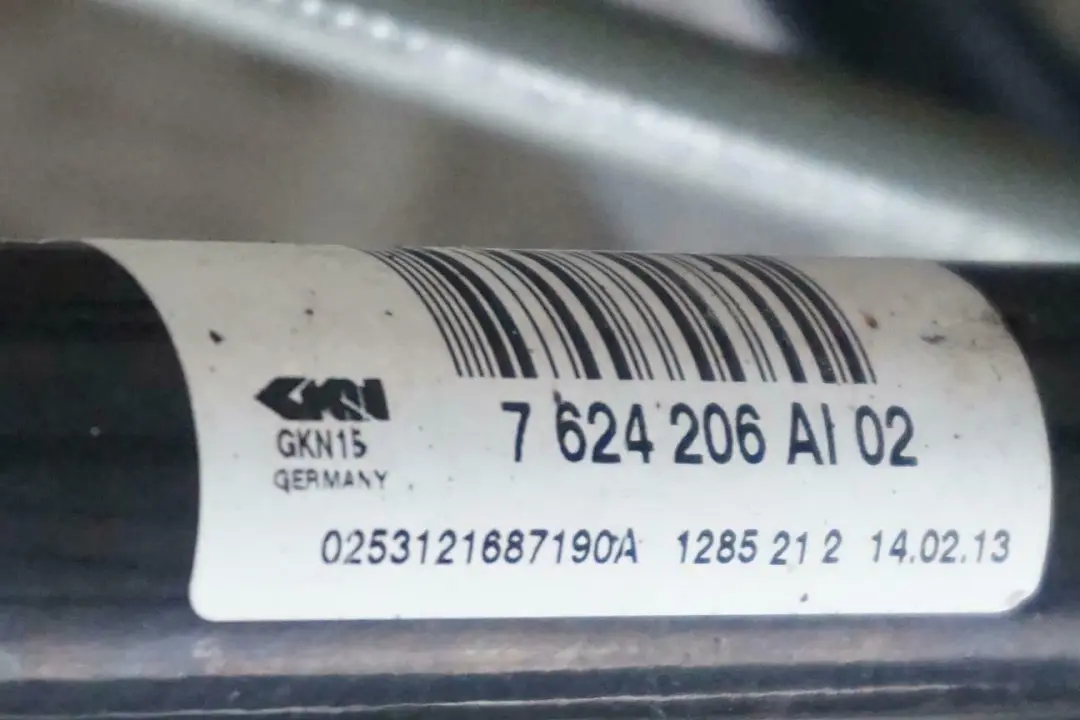 GKN
7 624 206 AI 02
GKN15
GERMANY
0253121687190A 1285 21 2 14.02.13